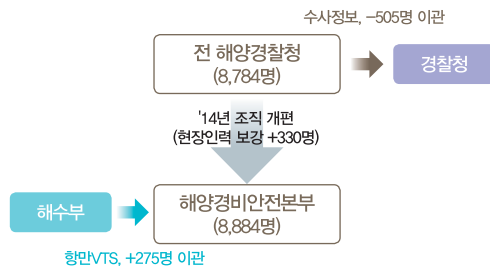 수사정보, -505명 이관
전 해양경찰청
(8,784명)
경찰청
'14년 조직 개편
(현장인력 보강 +330명)
해수부
해양경비안전본부
(8,884명)
항만VTS, +275명 이관